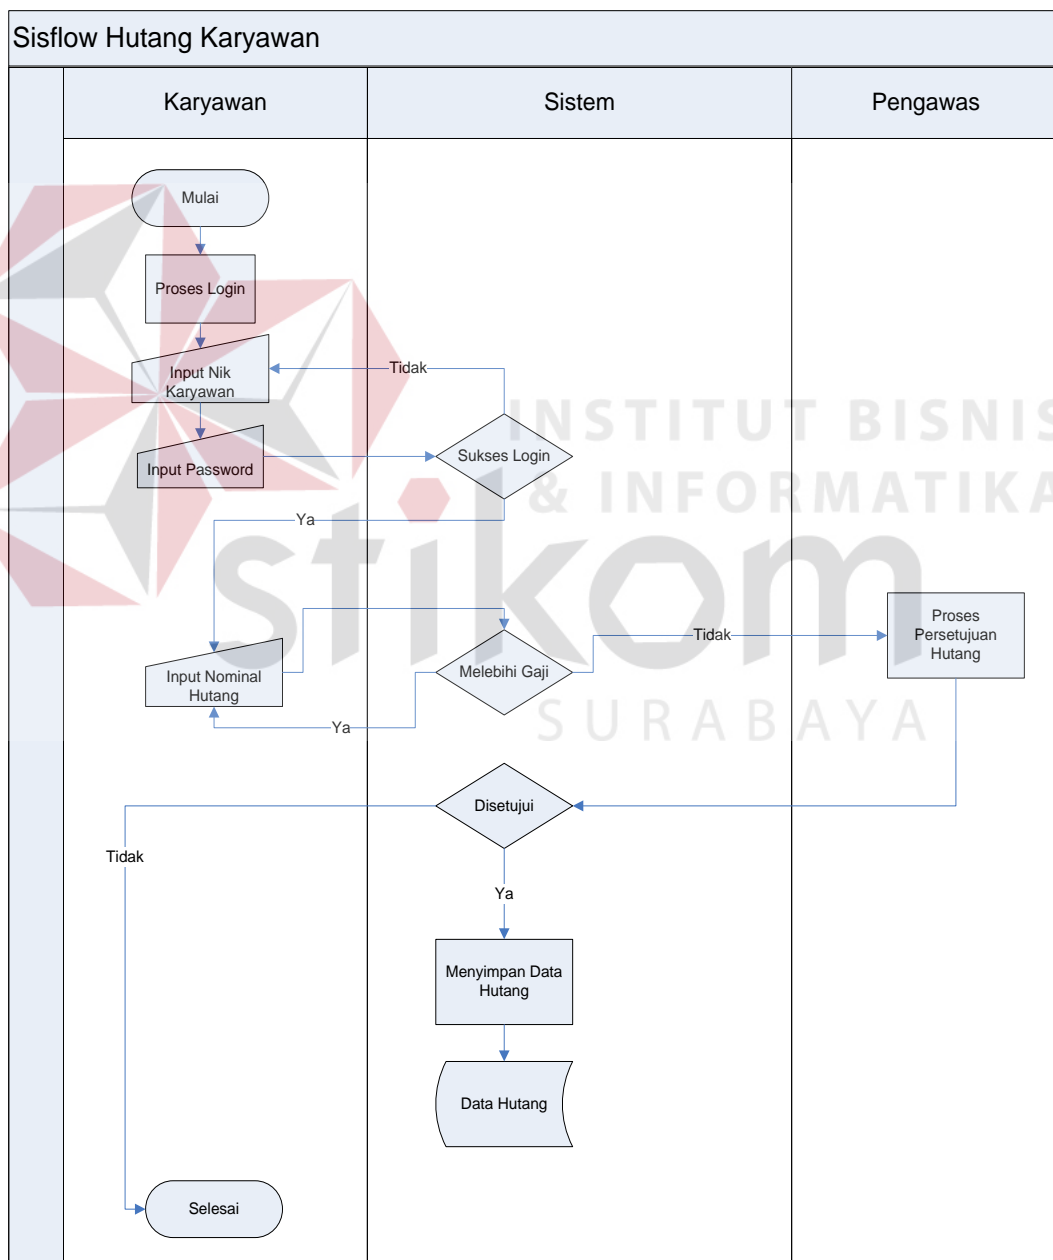 Sisflow Hutang Karyawan
Karyawan
Sistem
Pengawas
Mulai
Proses Login
Input Nik
Karyawan
Tidak
Input Password
Sukses Login
INSTITUT BISNIS
& INFORMATIKA
Ya
stikom
SURABAYA
Input Nominal
Hutang
Melebihi Gaji
Tidak
Proses
Persetujuan
Hutang
Ya
Disetujui
Tidak
Ya
Menyimpan Data
Hutang
Data Hutang
Selesai